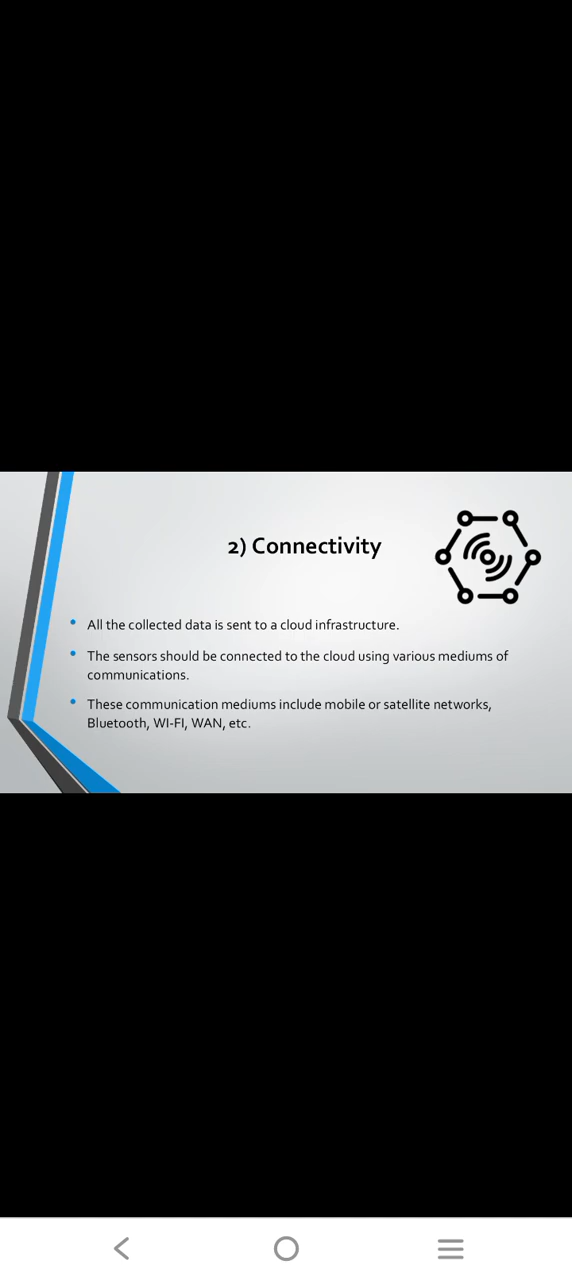 2) Connectivity
All the collected data is sent to a cloud infrastructure.
The sensors should be connected to the cloud using various mediums of
communications.
These communication mediums include mobile or satellite networks,
Bluetooth, WI-FI, WAN, etc.